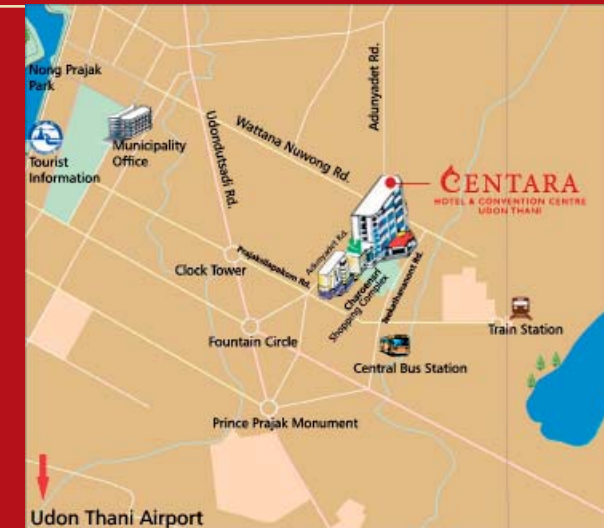 Nong Prajak
Park
Tourist
Information
Municipality
Office
Udondutsadi Rd.
Wattana Nuwong Rd.
Adunyadet Rd.
CENTARA
HOTEL & CONVENTION CENTRE
UDON THANI
Clock Tower
Prajaksilapakom Rd.
Adunyadet Rd.
Charoensri
Shopping Complex
Fountain Circle
Central Bus Station
Train Station
Prince Prajak Monument
Udon Thani Airport